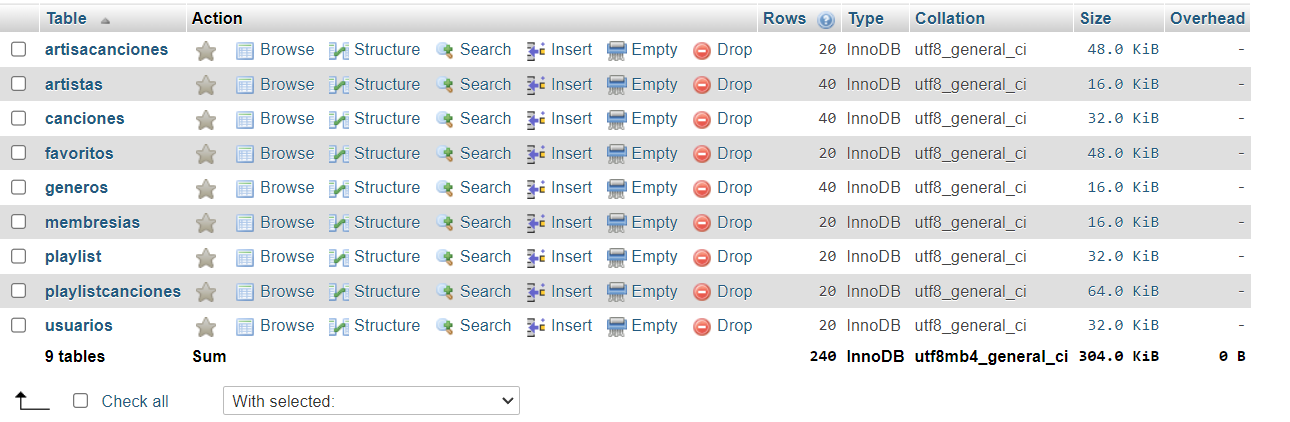 Table Action Rows Type Collation Size Overhead
artisacanciones Browse Structure Search Insert Empty Drop 20 InnoDB utf8_general_ci 48.0 KiB -
artistas Browse Structure Search Insert Empty Drop 40 InnoDB utf8_general_ci 16.0 KiB -
canciones Browse Structure Search Insert Empty Drop 40 InnoDB utf8_general_ci 32.0 KiB -
favoritos Browse Structure Search Insert Empty Drop 20 InnoDB utf8_general_ci 48.0 KiB -
generos Browse Structure Search Insert Empty Drop 40 InnoDB utf8_general_ci 16.0 KiB -
membresias Browse Structure Search Insert Empty Drop 20 InnoDB utf8_general_ci 16.0 KiB -
playlist Browse Structure Search Insert Empty Drop 20 InnoDB utf8_general_ci 32.0 KiB -
playlistcanciones Browse Structure Search Insert Empty Drop 20 InnoDB utf8_general_ci 64.0 KiB -
usuarios Browse Structure Search Insert Empty Drop 20 InnoDB utf8_general_ci 32.0 KiB -
9 tables Sum 240 InnoDB utf8mb4_general_ci 304.0 KiB 0 B
Check all With selected: